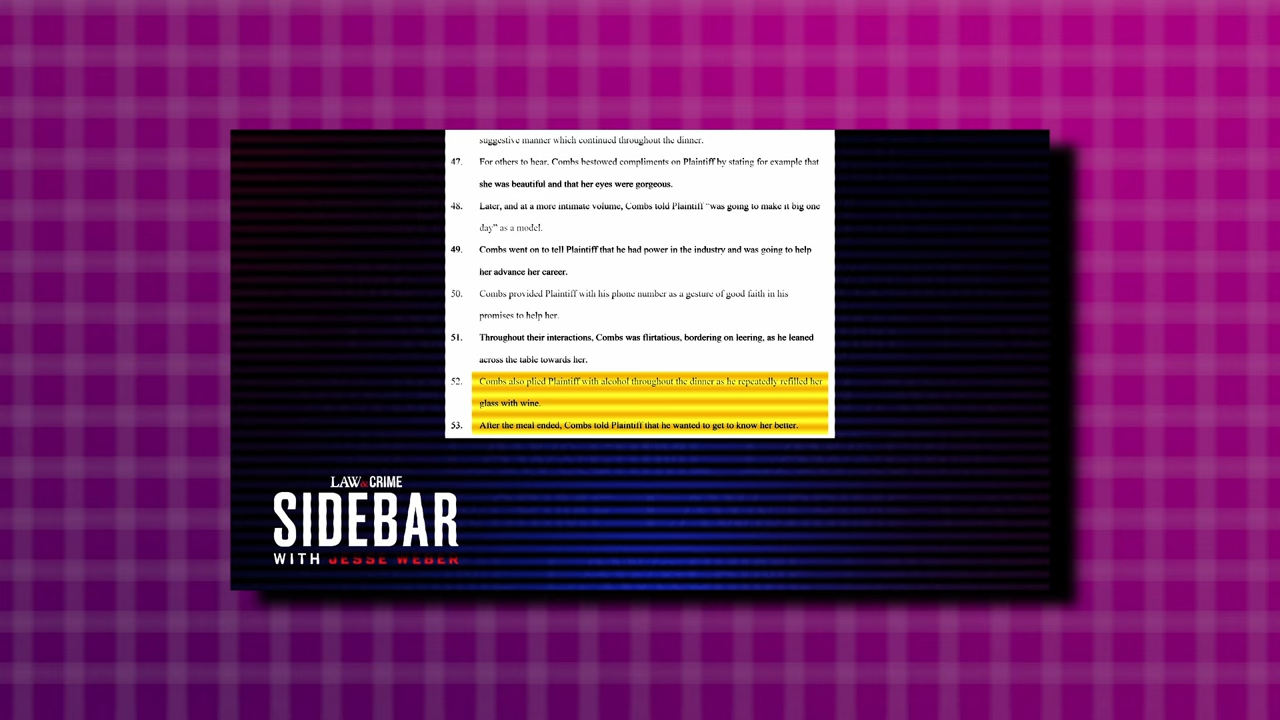 suggestive manner which continued throughout the dinner.
47. For others to hear, Combs bestowed compliments on Plaintiff by stating for example that
she was beautiful and that her eyes were gorgeous.
48. Later, and at a more intimate volume, Combs told Plaintiff “was going to make it big one
day” as a model.
49. Combs went on to tell Plaintiff that he had power in the industry and was going to help
her advance her career.
50. Combs provided Plaintiff with his phone number as a gesture of good faith in his
promises to help her.
51. Throughout their interactions, Combs was flirtatious, bordering on leering, as he leaned
across the table towards her.
52. Combs also plied Plaintiff with alcohol throughout the dinner as he repeatedly refilled her
glass with wine.
53. After the meal ended, Combs told Plaintiff that he wanted to get to know her better.
LAW&CRIME
SIDEBAR
WITH JESSE WEBER